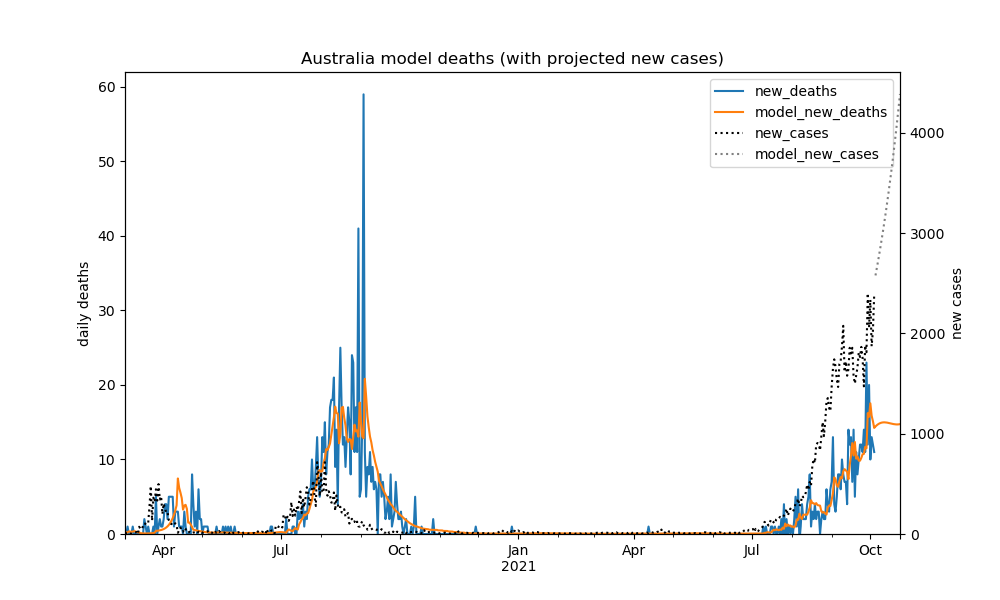 Australia model deaths (with projected new cases)
new_deaths
model_new_deaths
new_cases
model_new_cases
daily deaths
60
50
40
30
20
10
0
new cases
4000
3000
2000
1000
0
Apr
Jul
Oct
Jan
2021
Apr
Jul
Oct